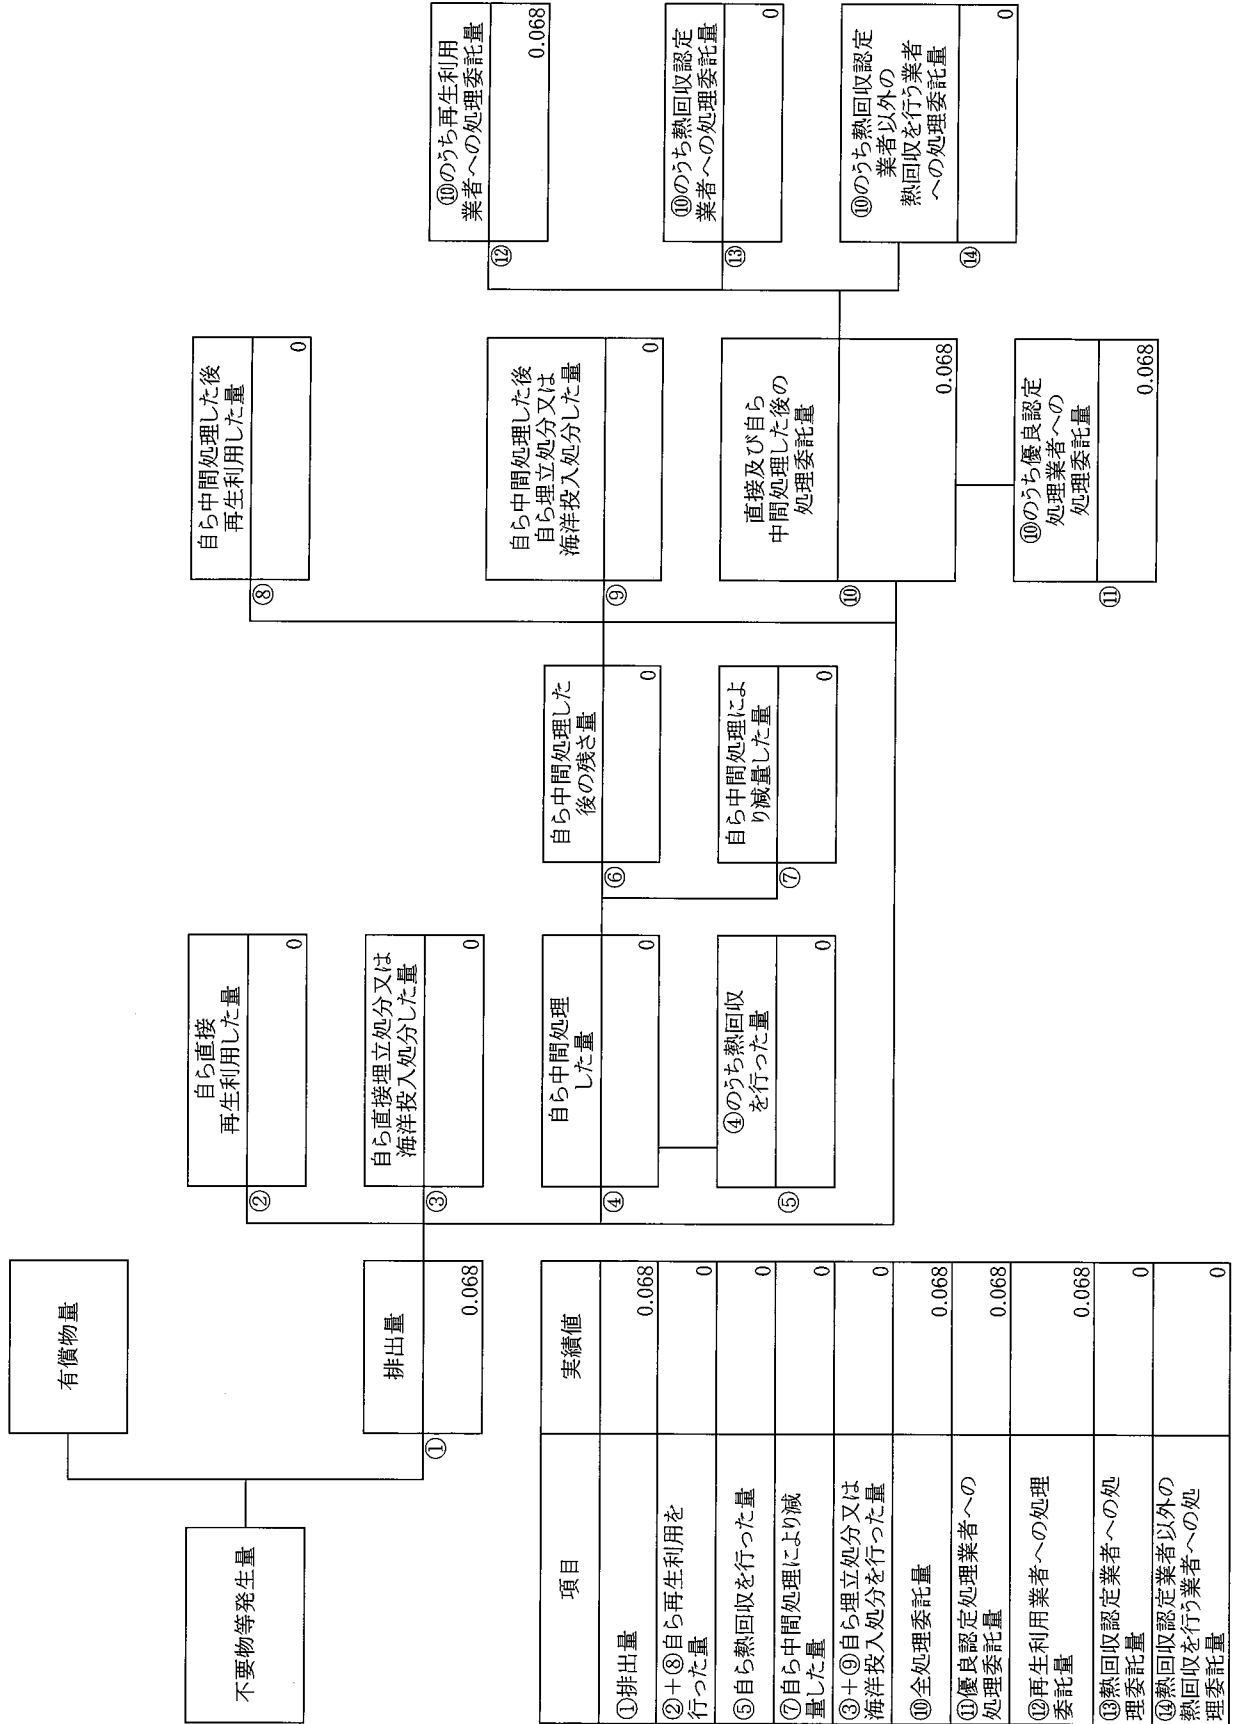 不要物等発生量
有償物量
①
排出量
0.068
②
自ら直接
再生利用した量
0
③
自ら直接埋立処分又は
海洋投入処分した量
0
④
自ら中間処理
した量
0
⑤
④のうち熱回収
を行った量
0
⑥
自ら中間処理した
後の残さ量
0
⑦
自ら中間処理によ
り減量した量
0
⑧
自ら中間処理した後
再生利用した量
0
⑨
自ら中間処理した後
自ら埋立処分又は
海洋投入処分した量
0
⑩
直接及び自ら
中間処理した後の
処理委託量
0.068
⑪
⑩のうち優良認定
処理業者への
処理委託量
0.068
⑫
⑩のうち再生利用
業者への処理委託量
0.068
⑬
⑩のうち熱回収認定
業者への処理委託量
0
⑭
⑩のうち熱回収認定
業者以外の
熱回収を行う業者
への処理委託量
0
項目 実績値
①排出量 0.068
②+⑧自ら再生利用を
行った量 0
⑤自ら熱回収を行った量 0
⑦自ら中間処理により減
量した量 0
③+⑨自ら埋立処分又は
海洋投入処分を行った量 0
⑩全処理委託量 0.068
⑪優良認定処理業者への
処理委託量 0.068
⑫再生利用業者への処理
委託量 0.068
⑬熱回収認定業者への処
理委託量 0
⑭熱回収認定業者以外の
熱回収を行う業者への処
理委託量 0